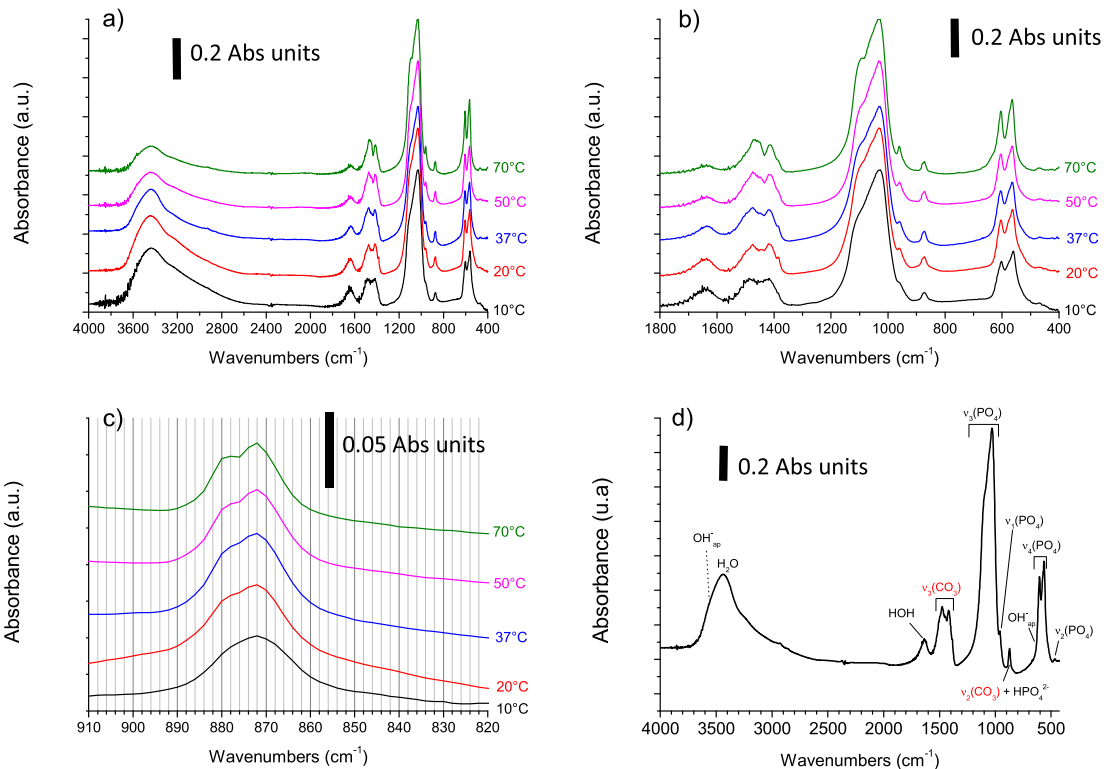 a)
0.2 Abs units
Absorbance (a.u.)
70°C
50°C
37°C
20°C
10°C
4000 3600 3200 2800 2400 2000 1600 1200 800 400
Wavenumbers (cm⁻¹)
b)
0.2 Abs units
Absorbance (a.u.)
70°C
50°C
37°C
20°C
10°C
1800 1600 1400 1200 1000 800 600 400
Wavenumbers (cm⁻¹)
c)
0.05 Abs units
Absorbance (a.u.)
70°C
50°C
37°C
20°C
10°C
910 900 890 880 870 860 850 840 830 820
Wavenumbers (cm⁻¹)
d)
0.2 Abs units
Absorbance (u.a)
ν₃(PO₄)
ν₁(PO₄)
ν₄(PO₄)
OH⁻ap
H₂O
ν₃(CO₃)
HOH
OH⁻ap
ν₂(PO₄)
ν₂(CO₃) + HPO₄²⁻
4000 3500 3000 2500 2000 1500 1000 500
Wavenumbers (cm⁻¹)